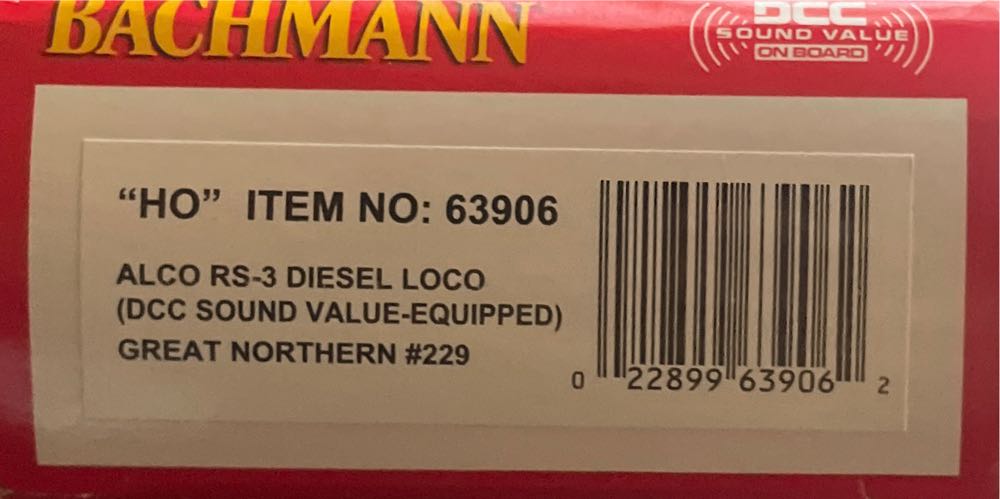 BACHMANN
DCC
SOUND VALUE
ON BOARD
“HO” ITEM NO: 63906
ALCO RS-3 DIESEL LOCO
(DCC SOUND VALUE-EQUIPPED)
GREAT NORTHERN #229
0 22899 63906 2